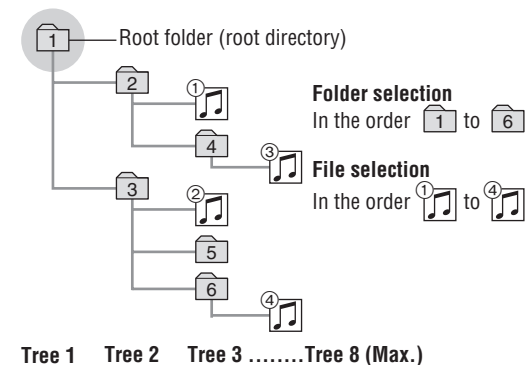 1 Root folder (root directory)
2 ①
Folder selection
In the order 1 to 6
4 ③
File selection
3 ②
In the order ① to ④
5
6 ④
Tree 1 Tree 2 Tree 3 ........Tree 8 (Max.)